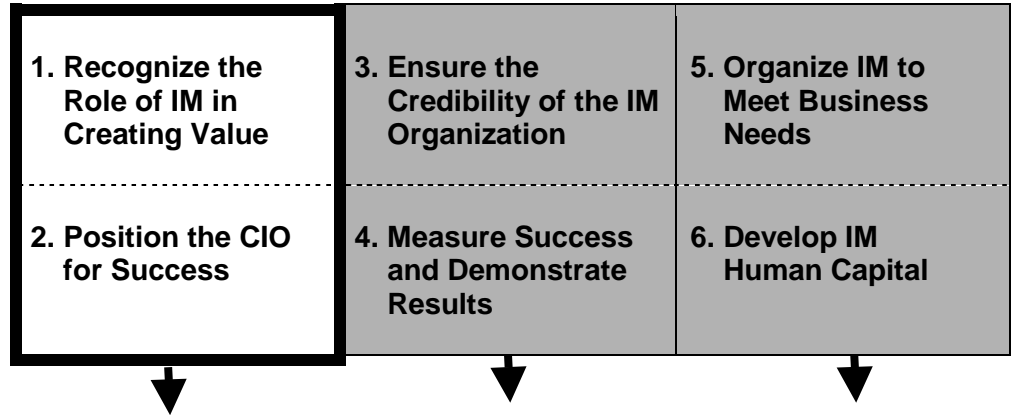 1. Recognize the
Role of IM in
Creating Value
2. Position the CIO
for Success
3. Ensure the
Credibility of the IM
Organization
4. Measure Success
and Demonstrate
Results
5. Organize IM to
Meet Business
Needs
6. Develop IM
Human Capital